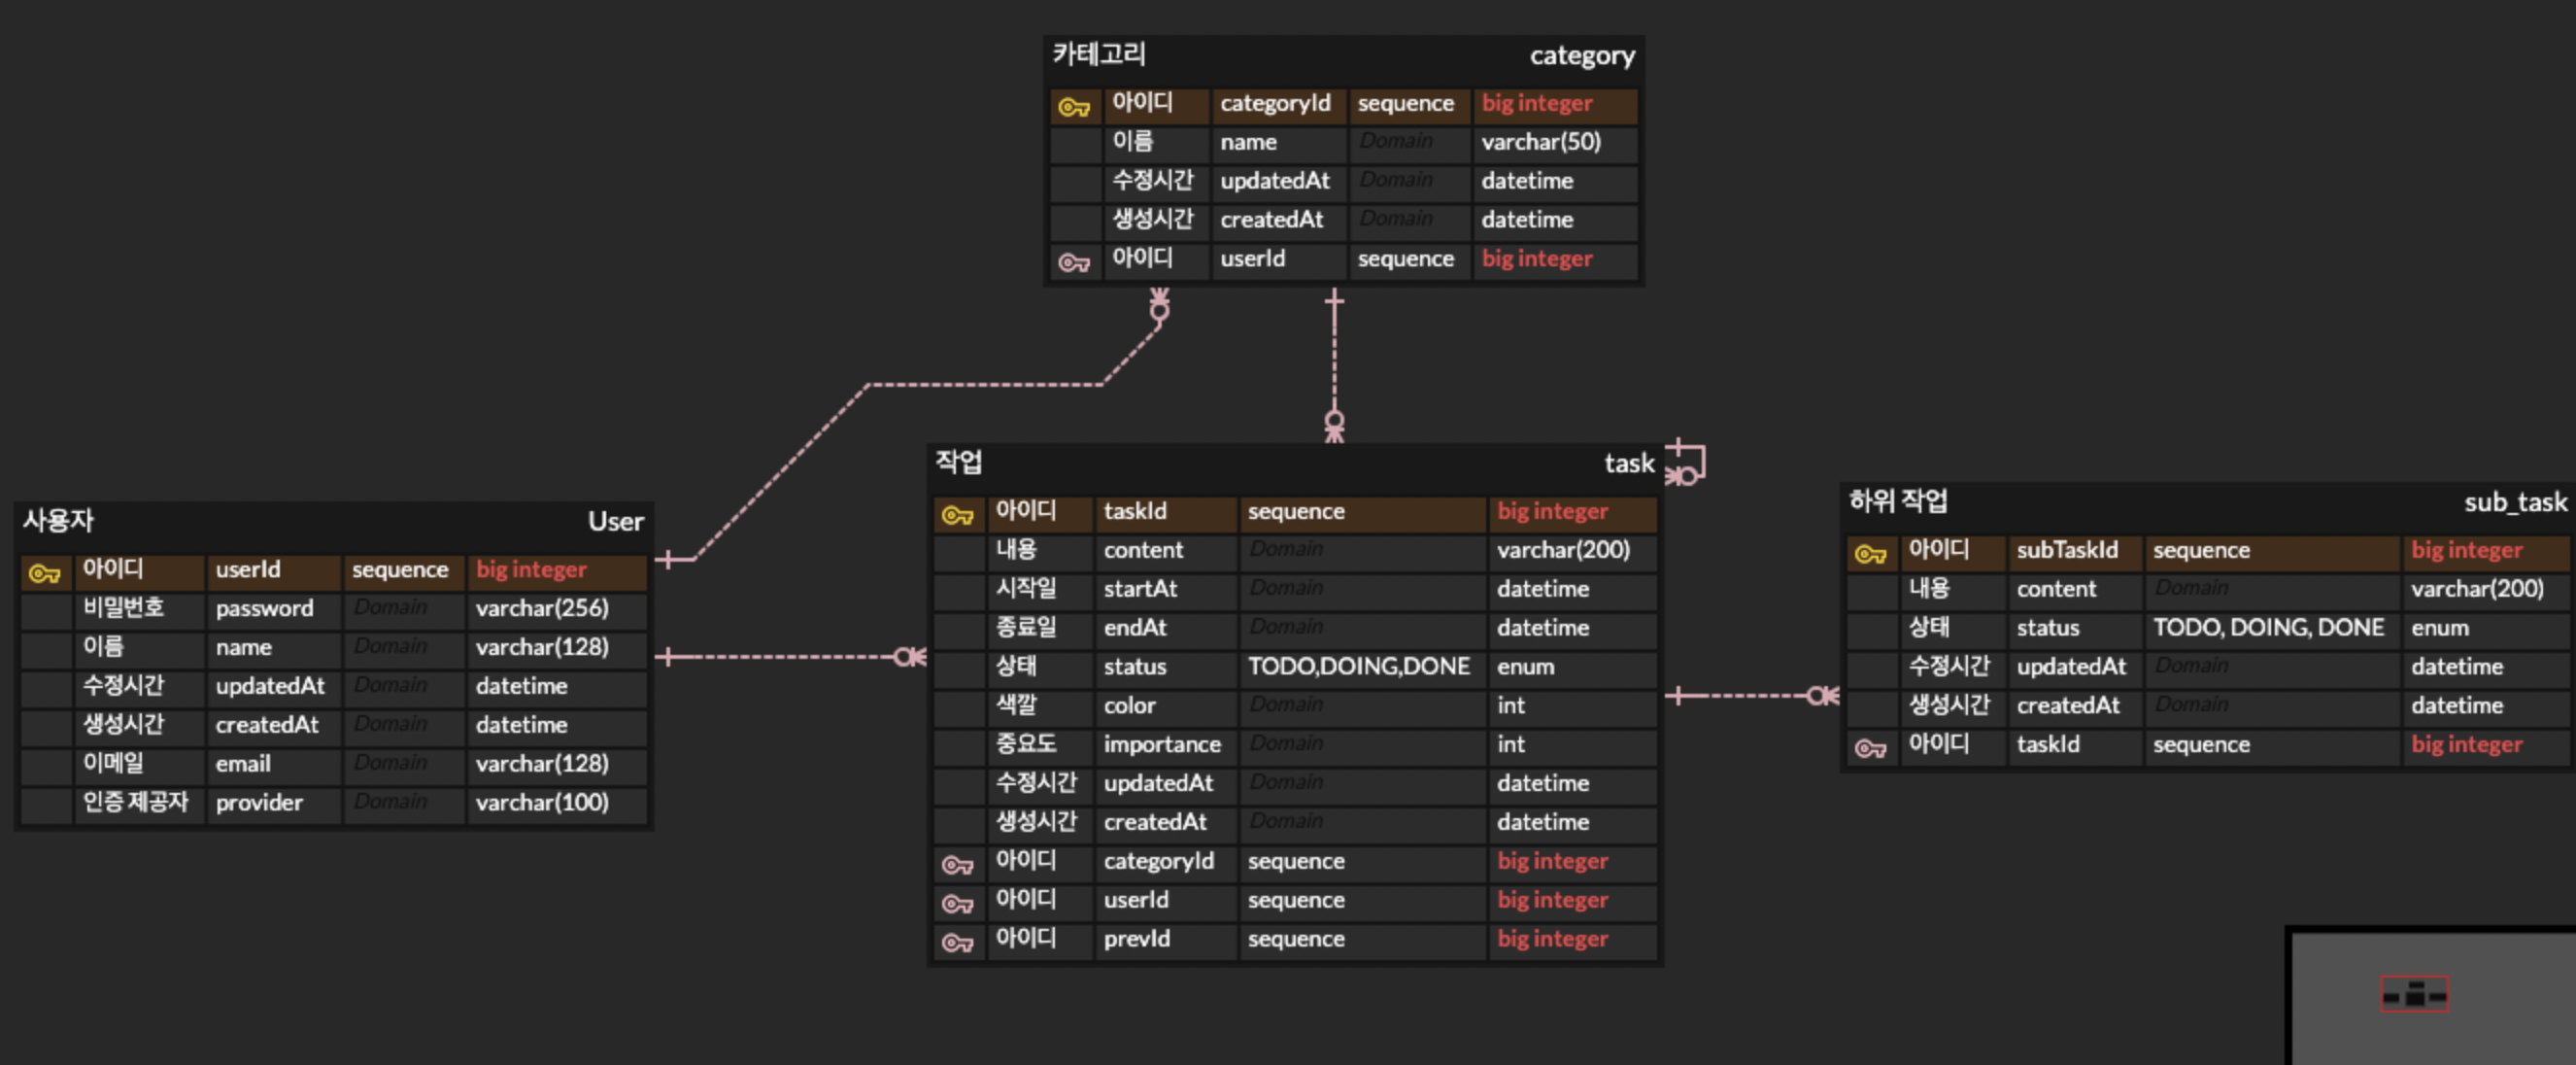 카테고리 category
아이디 categoryId sequence big integer
이름 name Domain varchar(50)
수정시간 updatedAt Domain datetime
생성시간 createdAt Domain datetime
아이디 userId sequence big integer
사용자 User
아이디 userId sequence big integer
비밀번호 password Domain varchar(256)
이름 name Domain varchar(128)
수정시간 updatedAt Domain datetime
생성시간 createdAt Domain datetime
이메일 email Domain varchar(128)
인증 제공자 provider Domain varchar(100)
작업 task
아이디 taskId sequence big integer
내용 content Domain varchar(200)
시작일 startAt Domain datetime
종료일 endAt Domain datetime
상태 status TODO,DOING,DONE enum
색깔 color Domain int
중요도 importance Domain int
수정시간 updatedAt Domain datetime
생성시간 createdAt Domain datetime
아이디 categoryId sequence big integer
아이디 userId sequence big integer
아이디 prevId sequence big integer
하위 작업 sub_task
아이디 subTaskId sequence big integer
내용 content Domain varchar(200)
상태 status TODO, DOING, DONE enum
수정시간 updatedAt Domain datetime
생성시간 createdAt Domain datetime
아이디 taskId sequence big integer